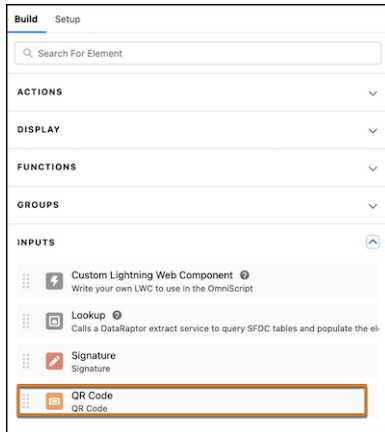 Build Setup
Search For Element
ACTIONS
DISPLAY
FUNCTIONS
GROUPS
INPUTS
Custom Lightning Web Component
Write your own LWC to use in the OmniScript
Lookup
Calls a DataRaptor extract service to query SFDC tables and populate the el
Signature
Signature
QR Code
QR Code